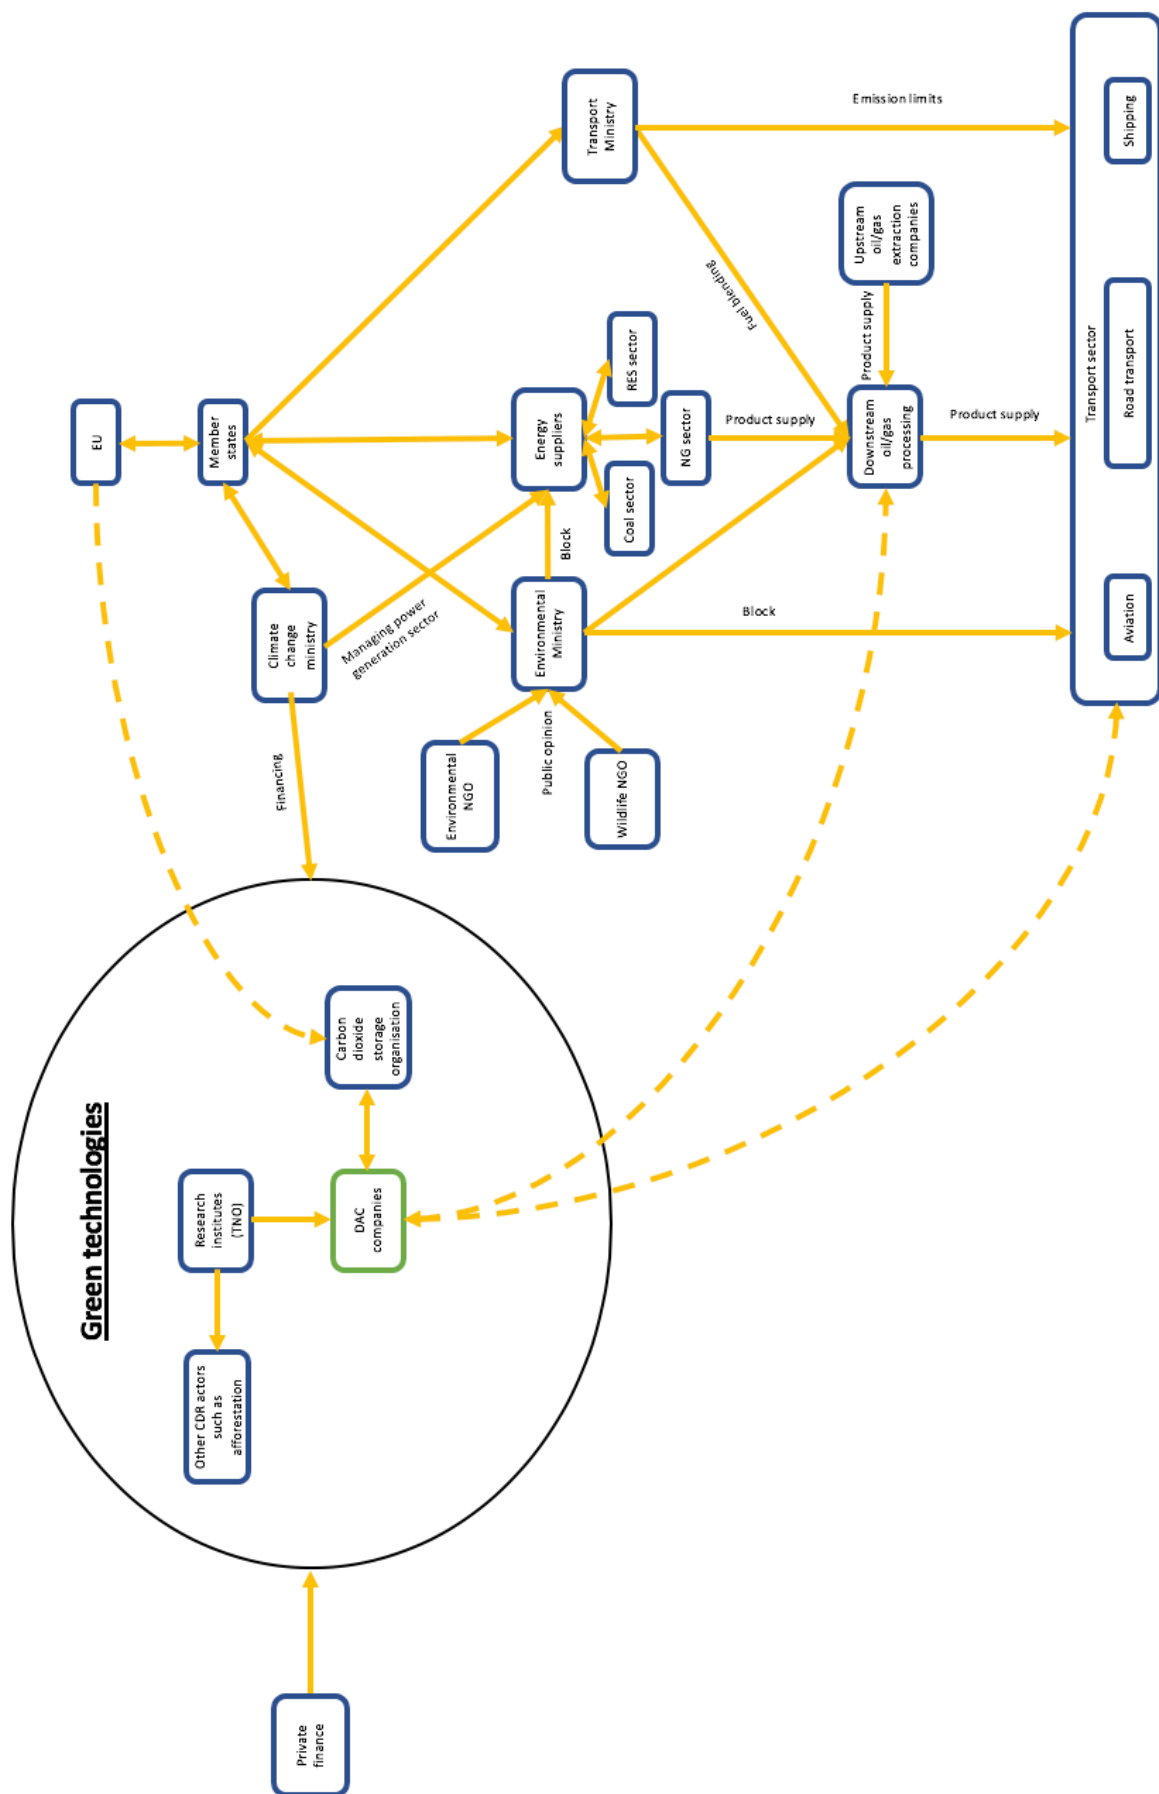 Green technologies
Private
finance
Other CDR actors
such as
afforestation
Research
institutes
(TNO)
DAC
companies
Carbon
dioxide
storage
organisation
Financing
Climate
change
ministry
EU
Member
states
Managing power
generation sector
Environmental
NGO
Public opinion
Wildlife NGO
Environmental
Ministry
Block
Energy
suppliers
Coal sector
NG sector
RES sector
Transport
Ministry
Fuel blending
Emission limits
Product supply
Upstream
oil/gas
extraction
companies
Product supply
Downstream
oil/gas
processing
Block
Product supply
Transport sector
Aviation
Road transport
Shipping